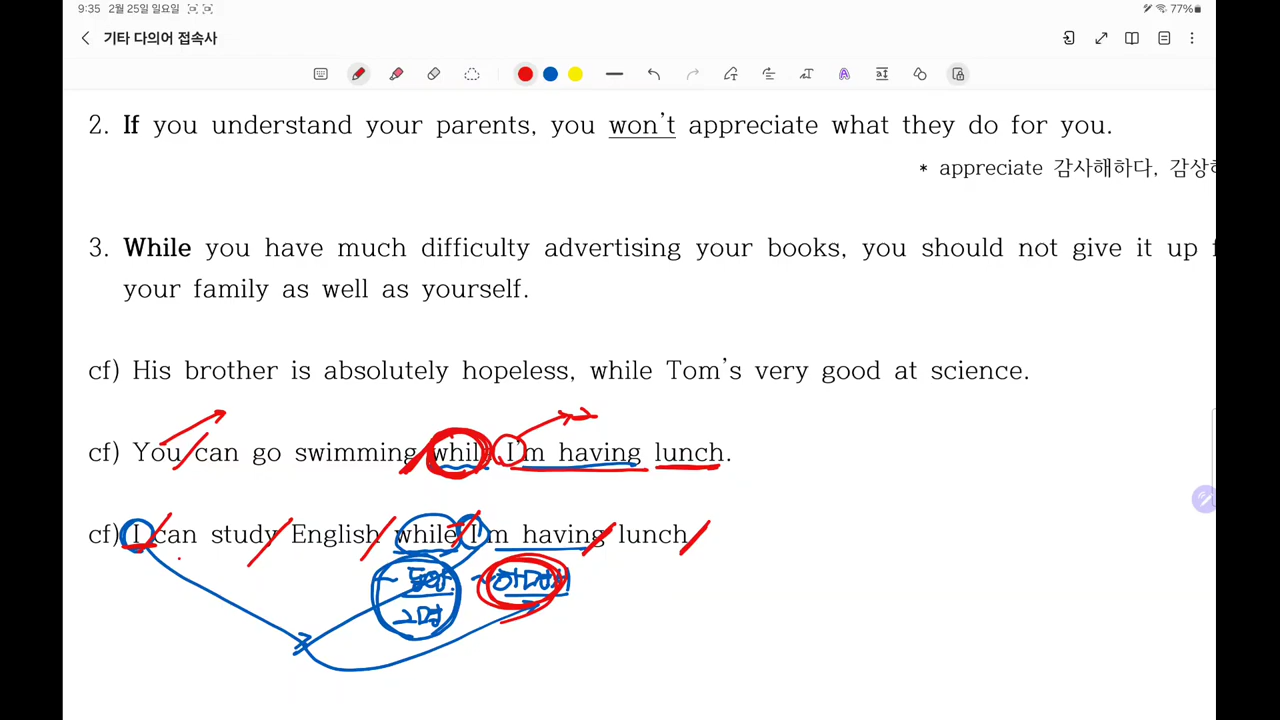 9:35 2월 25일 일요일
77%
기타 다의어 접속사
2. If you understand your parents, you won't appreciate what they do for you.
* appreciate 감사해하다, 감상해
3. While you have much difficulty advertising your books, you should not give it up f
your family as well as yourself.
cf) His brother is absolutely hopeless, while Tom's very good at science.
cf) You can go swimming while I'm having lunch.
cf) I can study English while I'm having lunch
~ 동안 ~하면서